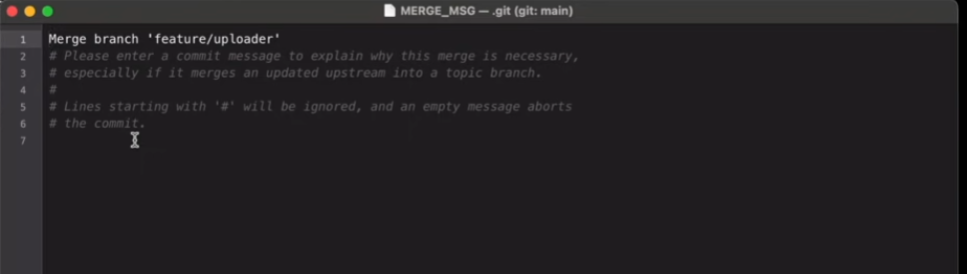 MERGE_MSG — .git (git: main)
1 Merge branch 'feature/uploader'
2 # Please enter a commit message to explain why this merge is necessary,
3 # especially if it merges an updated upstream into a topic branch.
4 #
5 # Lines starting with '#' will be ignored, and an empty message aborts
6 # the commit.
7